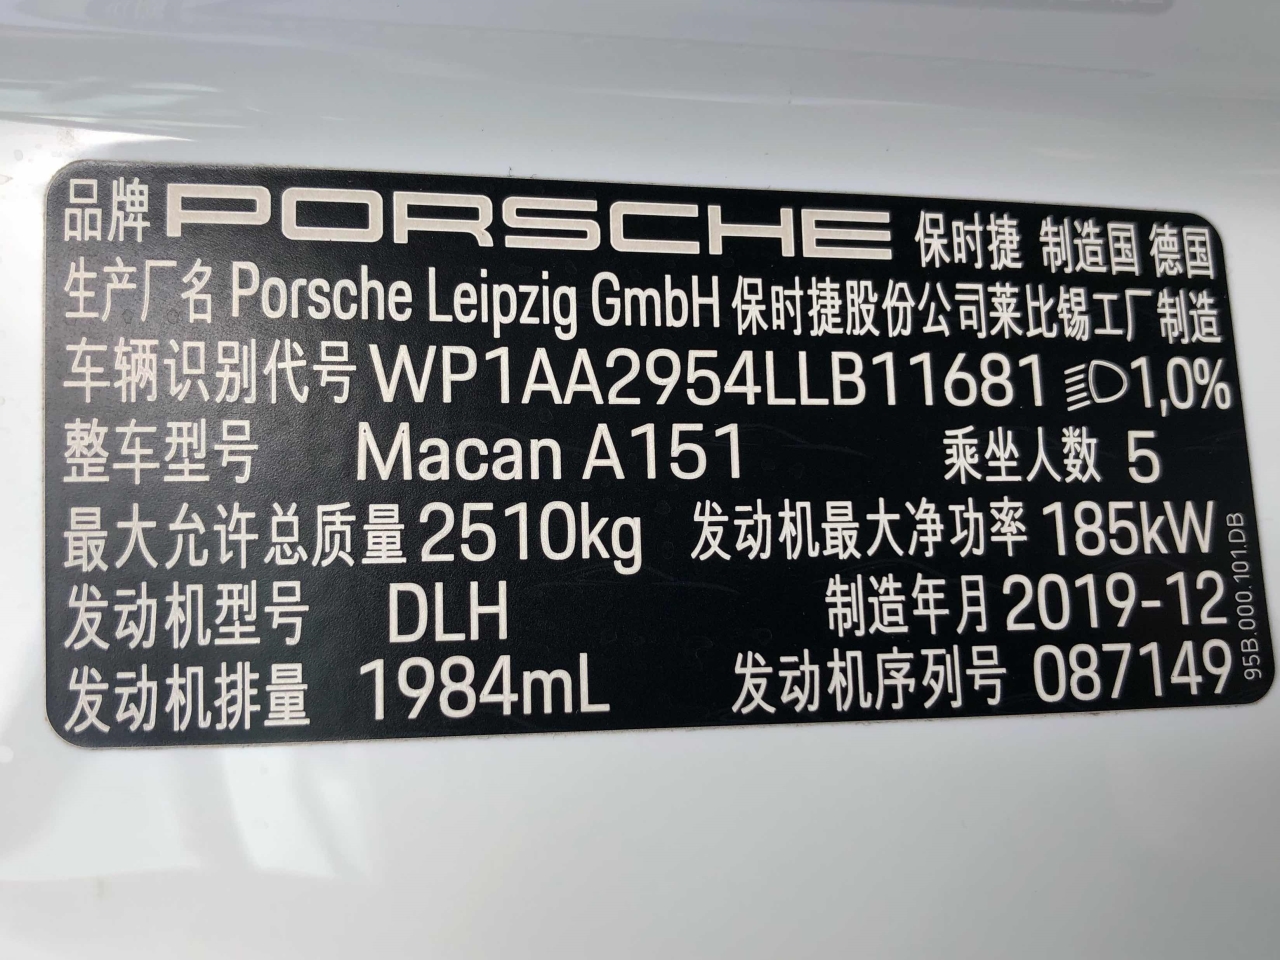 品牌 PORSCHE 保时捷 制造国 德国
生产厂名 Porsche Leipzig GmbH 保时捷股份公司莱比锡工厂制造
车辆识别代号 WP1AA2954LLB11681 1,0%
整车型号 Macan A151 乘坐人数 5
最大允许总质量 2510kg 发动机最大净功率 185kW
发动机型号 DLH 制造年月 2019-12
发动机排量 1984mL 发动机序列号 087149
95B.000.101.DB